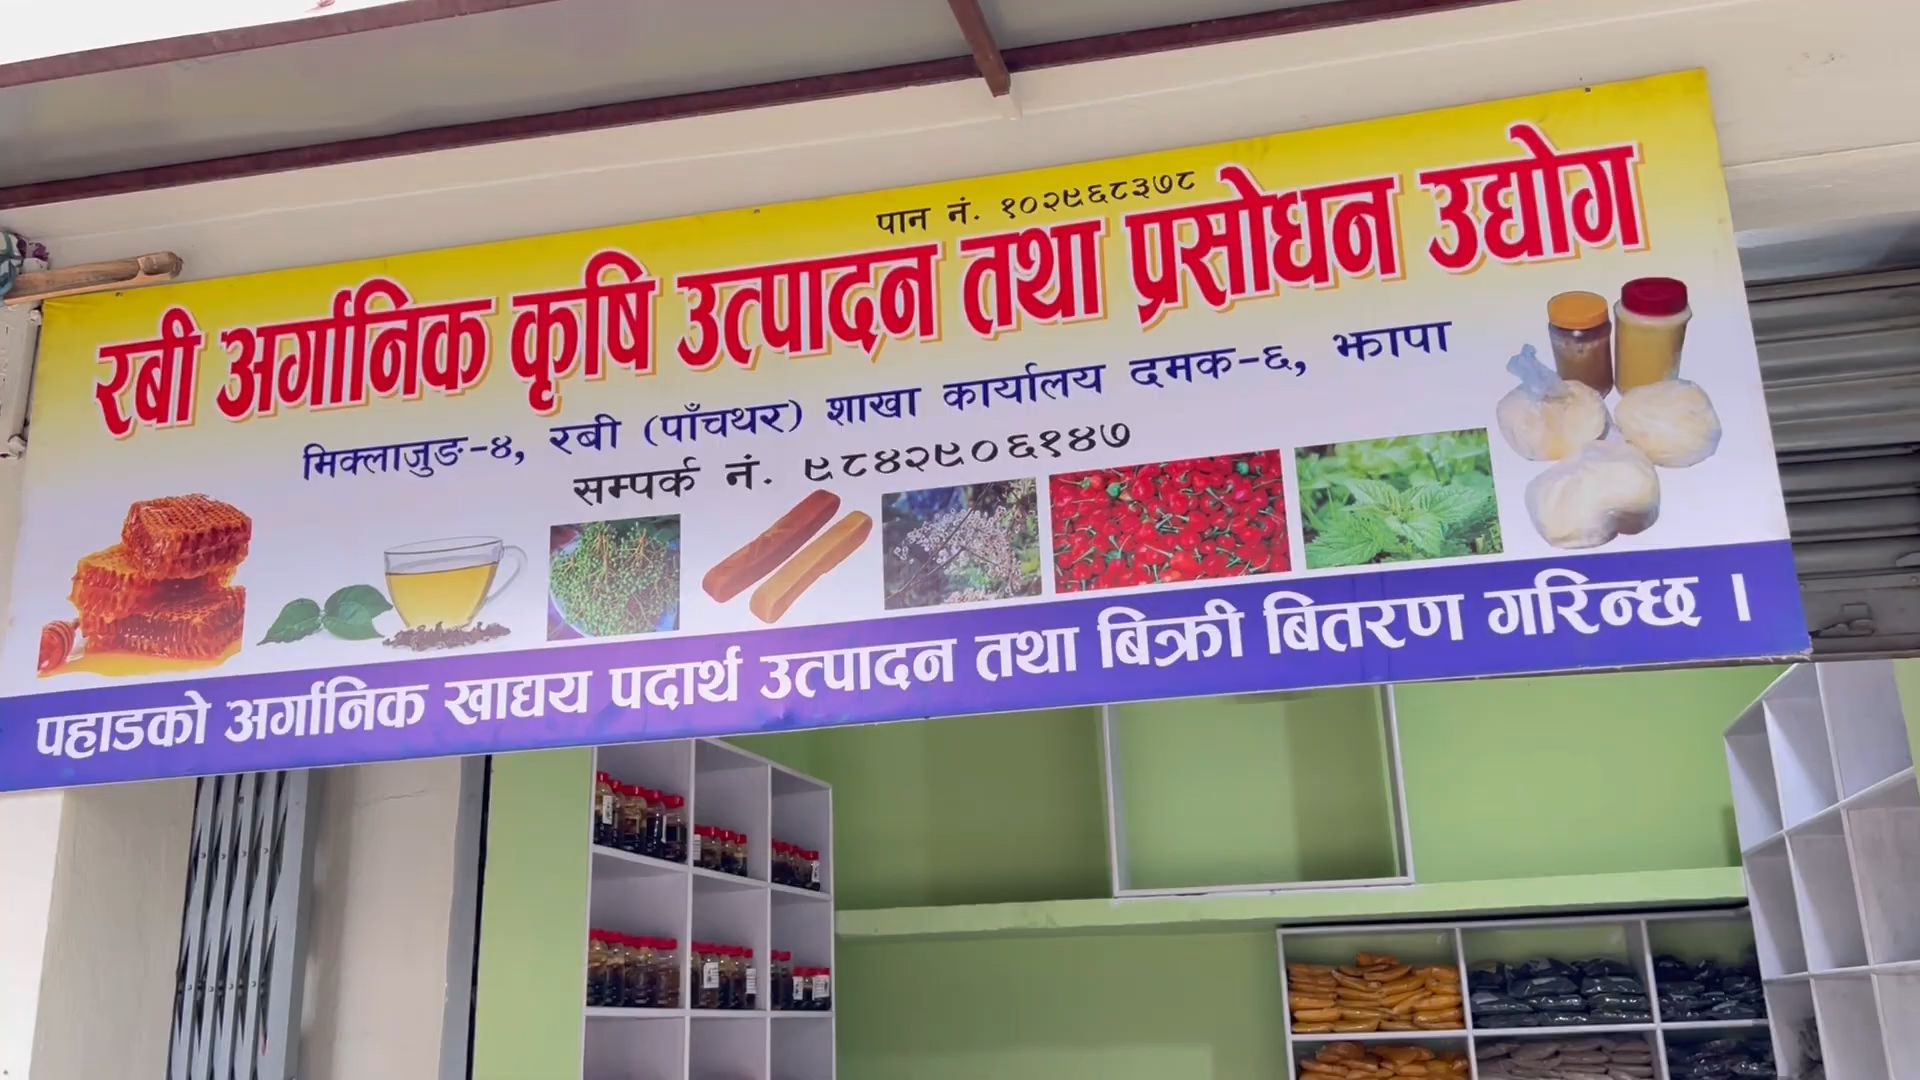 पान नं. १०२९६८३७८
रबी अर्गानिक कृषि उत्पादन तथा प्रसोधन उद्योग
मिक्लाजुङ-४, रबी (पाँचथर) शाखा कार्यालय दमक-६, झापा
सम्पर्क नं. ९८४२९०६१४७
पहाडको अर्गानिक खाद्यय पदार्थ उत्पादन तथा बिक्री बितरण गरिन्छ ।